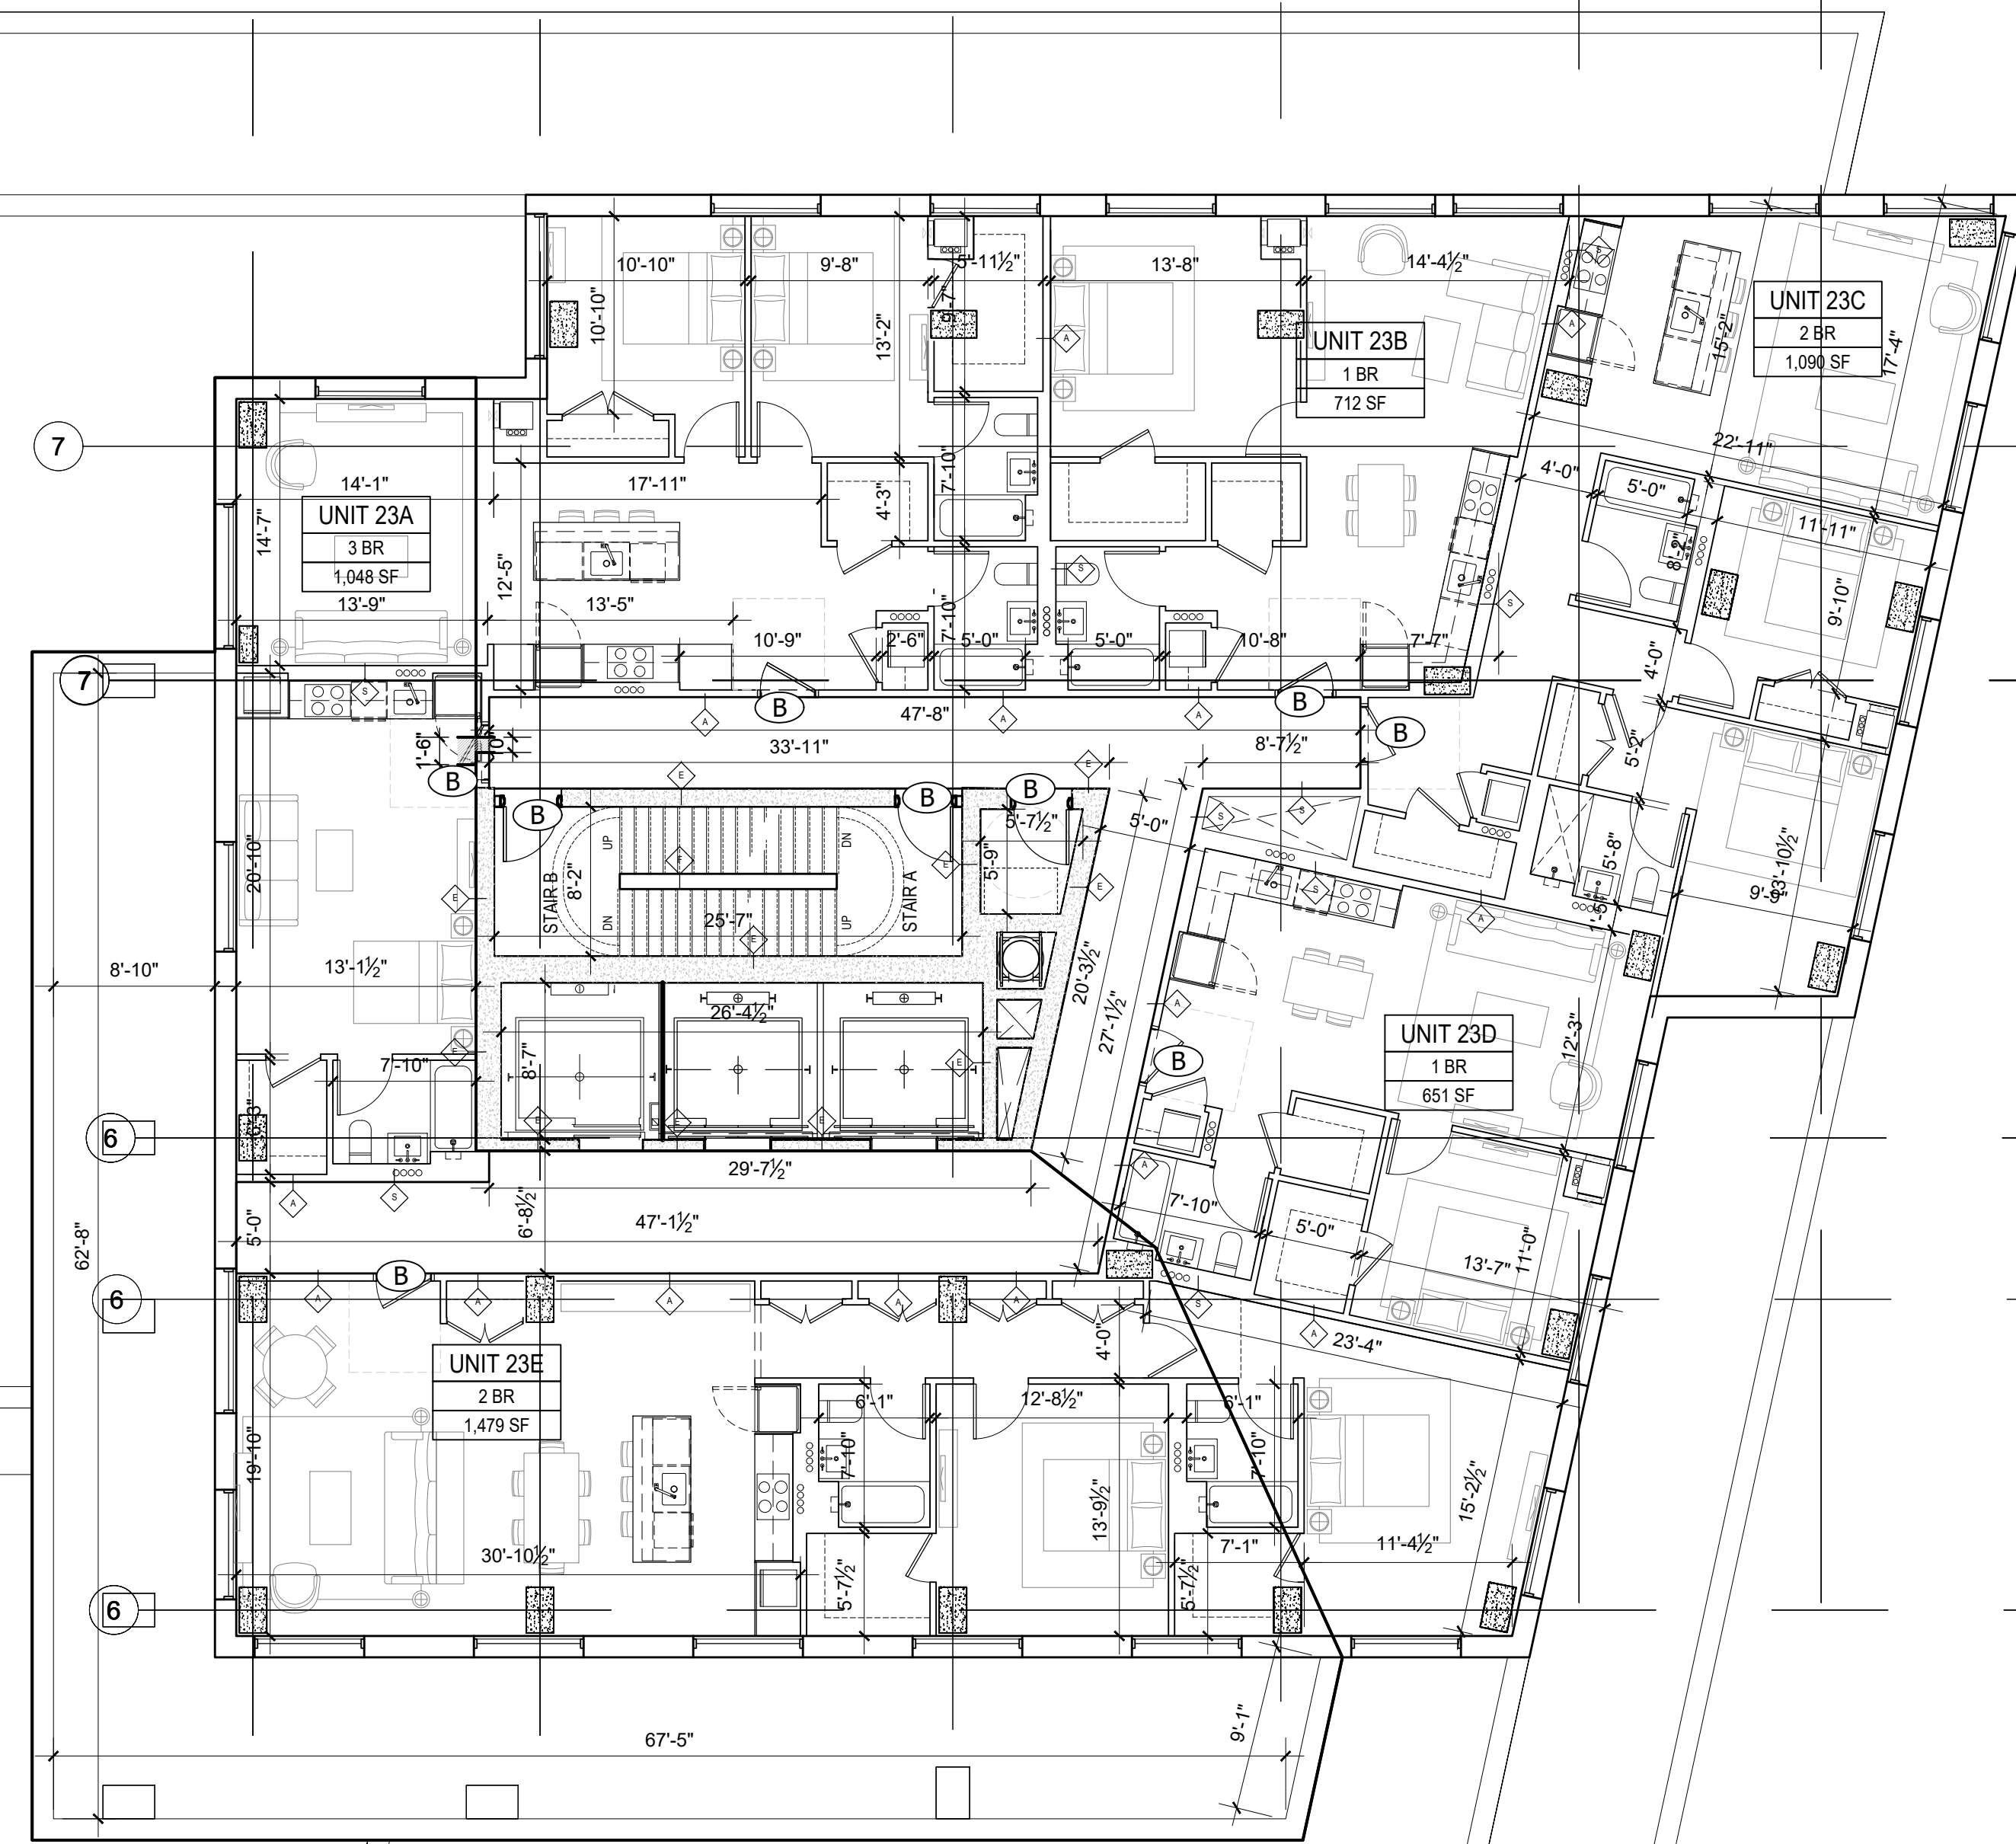 10'-10"
9'-8"
5'-11½"
13'-8"
14'-4½"
10'-10"
13'-2"
UNIT 23C
2 BR
1,090 SF
15'-2"
17'-4"
UNIT 23B
1 BR
712 SF
A
S
A
7
14'-1"
17'-11"
4'-3"
7'-10"
22'-11"
4'-0"
5'-0"
11'-11"
UNIT 23A
3 BR
1,048 SF
14'-7"
13'-9"
12'-5"
13'-5"
S
S
8'-2"
9'-10"
10'-9"
2'-6"
7'-10"
5'-0"
5'-0"
10'-8"
7'-7"
4'-0"
7
S
B
B
B
A
47'-8"
A
A
33'-11"
8'-7½"
1'-6"
5'-2"
B
E
E
B
B
B
5'-7½"
5'-0"
S
S
UP
DN
F
5'-9"
E
E
20'-10"
E
STAIR B
8'-2"
STAIR A
25'-7"
DN
UP
E
S
A
5'-8"
9'-9"
13'-10½"
8'-10"
13'-1½"
26'-4½"
20'-3½"
27'-1½"
A
UNIT 23D
1 BR
651 SF
12'-3"
7'-10"
8'-7"
E
E
B
6
E
E
E
A
29'-7½"
A
S
6'-8½"
47'-1½"
5'-0"
62'-8"
7'-10"
5'-0"
13'-7"
11'-0"
B
6
A
A
A
A
A
S
A
4'-0"
23'-4"
UNIT 23E
2 BR
1,479 SF
6'-1"
12'-8½"
6'-1"
19'-10"
7'-10"
7'-10"
13'-9½"
15'-2½"
30'-10½"
7'-1"
11'-4½"
5'-7½"
5'-7½"
6
67'-5"
9'-1"